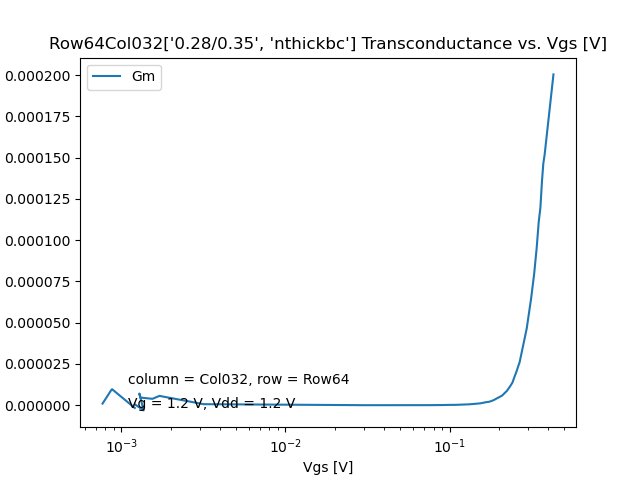 Row64Col032['0.28/0.35', 'nthickbc'] Transconductance vs. Vgs [V]
Gm
0.000200
0.000175
0.000150
0.000125
0.000100
0.000075
0.000050
0.000025
0.000000
column = Col032, row = Row64
Vg = 1.2 V, Vdd = 1.2 V
10⁻³
10⁻²
10⁻¹
Vgs [V]